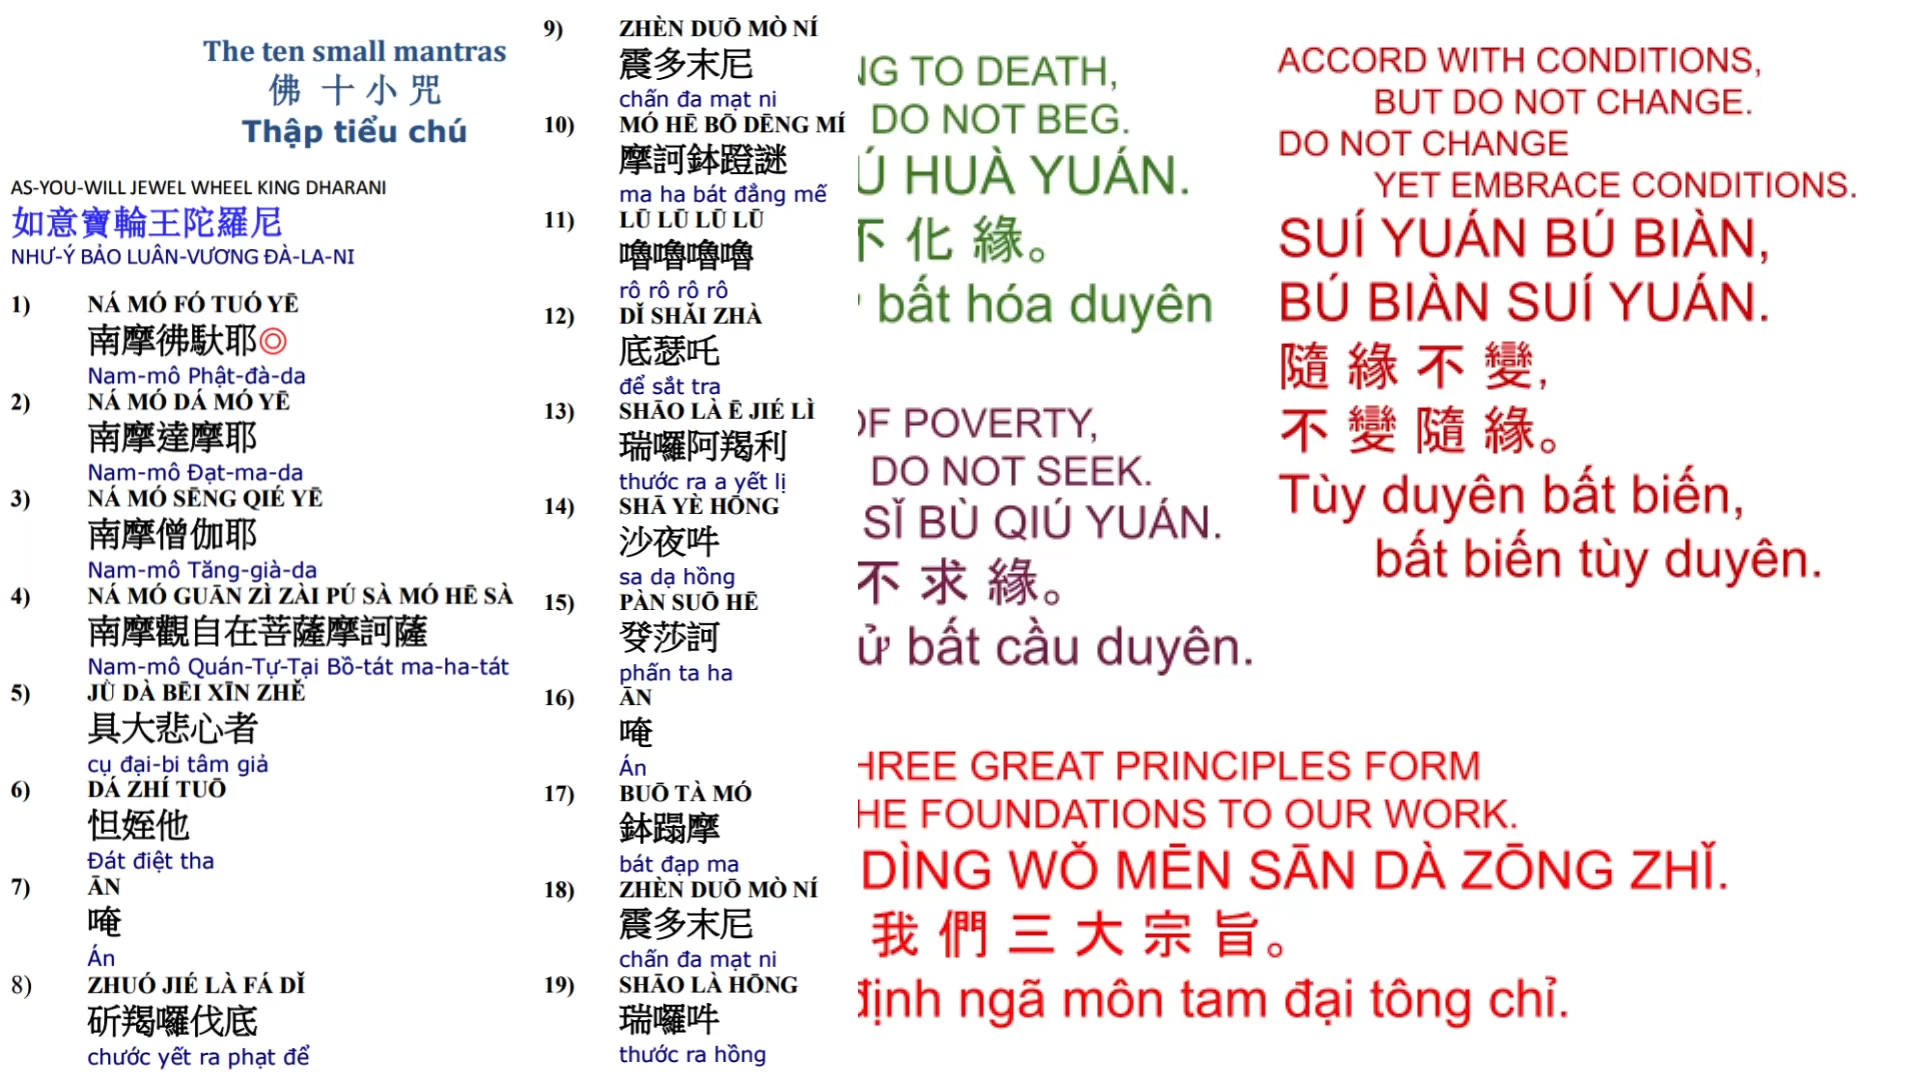 The ten small mantras
佛 十 小 咒
Thập tiểu chú
AS-YOU-WILL JEWEL WHEEL KING DHARANI
如意寶輪王陀羅尼
NHƯ-Ý BẢO LUÂN-VƯƠNG ĐÀ-LA-NI
1) NÁ MÓ FÓ TUÓ YĒ
南摩彿馱耶◎
Nam-mô Phật-đà-da
2) NÁ MÓ DÁ MÓ YĒ
南摩達摩耶
Nam-mô Đạt-ma-da
3) NÁ MÓ SĒNG QIÉ YĒ
南摩僧伽耶
Nam-mô Tăng-già-da
4) NÁ MÓ GUĀN ZÌ ZÀI PÚ SÀ MÓ HĒ SÀ
南摩觀自在菩薩摩訶薩
Nam-mô Quán-Tự-Tại Bồ-tát ma-ha-tát
5) JÙ DÀ BĒI XĪN ZHĚ
具大悲心者
cụ đại-bi tâm giả
6) DÁ ZHÍ TUŌ
怛姪他
Đát điệt tha
7) ĀN
唵
Án
8) ZHUÓ JIÉ LÀ FÁ DǏ
斫羯囉伐底
chước yết ra phạt để
9) ZHÈN DUŌ MÒ NÍ
震多末尼
chấn đa mạt ni
10) MÓ HĒ BŌ DĒNG MÍ
摩訶鉢蹬謎
ma ha bát đẳng mế
11) LŪ LŪ LŪ LŪ
嚕嚕嚕嚕
rô rô rô rô
12) DǏ SHǍI ZHÀ
底瑟吒
để sắt tra
13) SHĀO LÀ Ē JIÉ LÌ
瑞囉阿羯利
thước ra a yết lị
14) SHĀ YÈ HŌNG
沙夜吽
sa dạ hồng
15) PÀN SUŌ HĒ
癹莎訶
phấn ta ha
16) ĀN
唵
Án
17) BUŌ TÀ MÓ
鉢蹋摩
bát đạp ma
18) ZHÈN DUŌ MÒ NÍ
震多末尼
chấn đa mạt ni
19) SHĀO LÀ HŌNG
瑞囉吽
thước ra hồng
NG TO DEATH,
DO NOT BEG.
Ú HUÀ YUÁN.
不 化 緣。
bất hóa duyên
OF POVERTY,
DO NOT SEEK.
SǏ BÙ QIÚ YUÁN.
不 求 緣。
ử bất cầu duyên.
ACCORD WITH CONDITIONS,
BUT DO NOT CHANGE.
DO NOT CHANGE
YET EMBRACE CONDITIONS.
SUÍ YUÁN BÚ BIÀN,
BÚ BIÀN SUÍ YUÁN.
隨 緣 不 變,
不 變 隨 緣。
Tùy duyên bất biến,
bất biến tùy duyên.
HREE GREAT PRINCIPLES FORM
HE FOUNDATIONS TO OUR WORK.
DÌNG WǑ MĒN SĀN DÀ ZŌNG ZHǏ.
我 們 三 大 宗 旨。
định ngã môn tam đại tông chỉ.